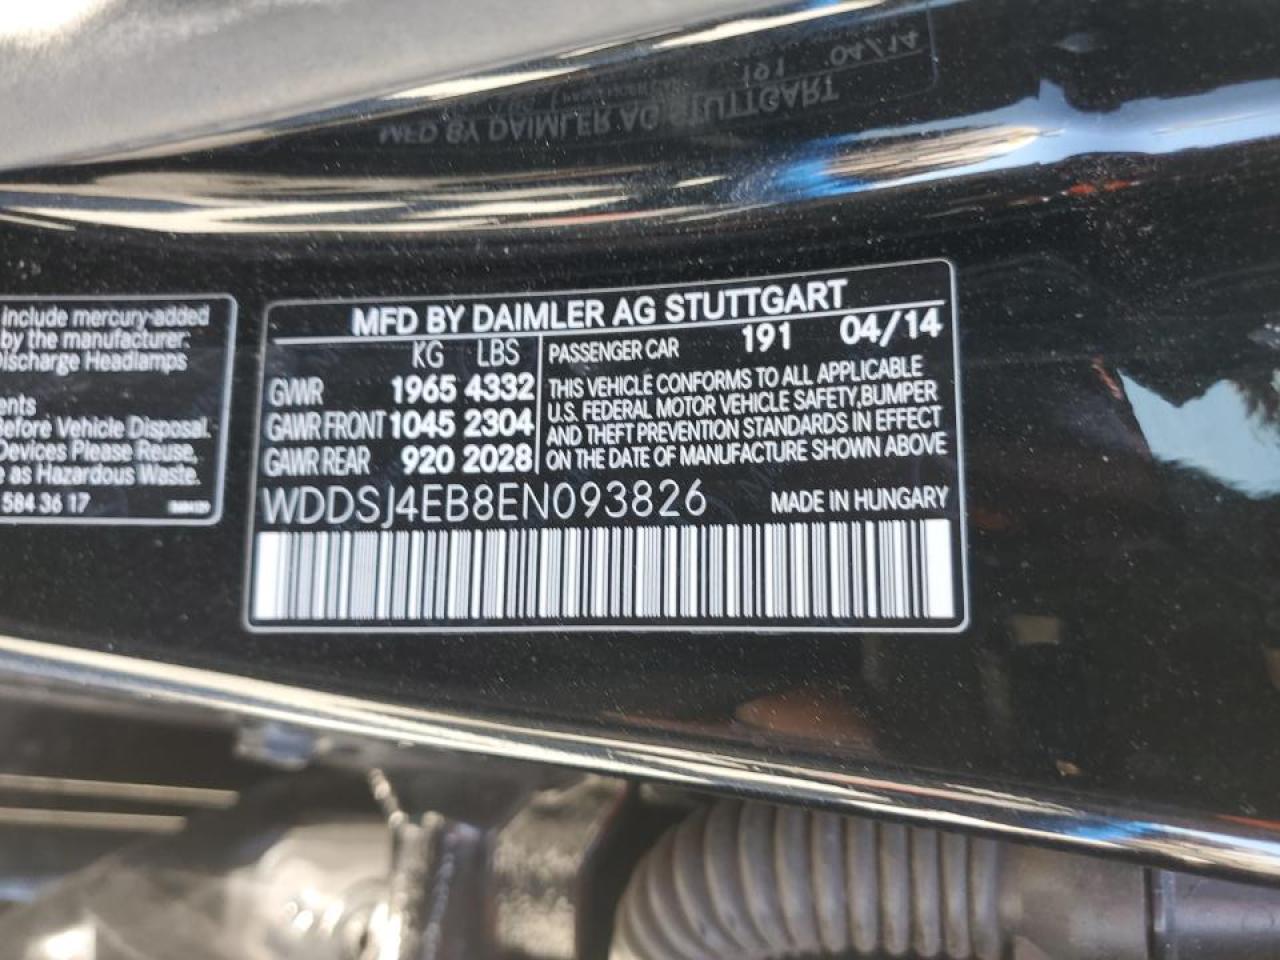 include mercury-added
by the manufacturer.
Discharge Headlamps
ents
Before Vehicle Disposal.
Devices Please Reuse,
e as Hazardous Waste.
584 36 17
MFD BY DAIMLER AG STUTTGART
KG LBS PASSENGER CAR 191 04/14
GVWR 1965 4332 THIS VEHICLE CONFORMS TO ALL APPLICABLE
GAWR FRONT 1045 2304 U.S. FEDERAL MOTOR VEHICLE SAFETY,BUMPER
GAWR REAR 920 2028 AND THEFT PREVENTION STANDARDS IN EFFECT
ON THE DATE OF MANUFACTURE SHOWN ABOVE
WDDSJ4EB8EN093826 MADE IN HUNGARY